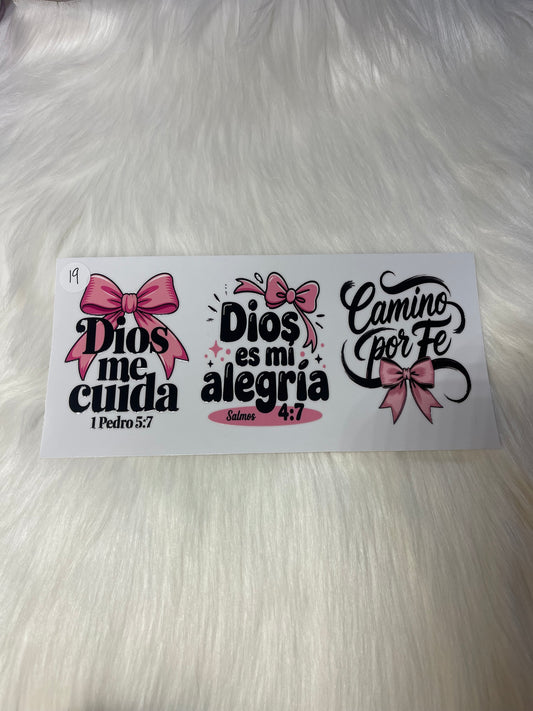 19
Dios
me
cuida
1 Pedro 5:7
Dios
es mi
alegría
Salmos 4:7
Camino
por Fe